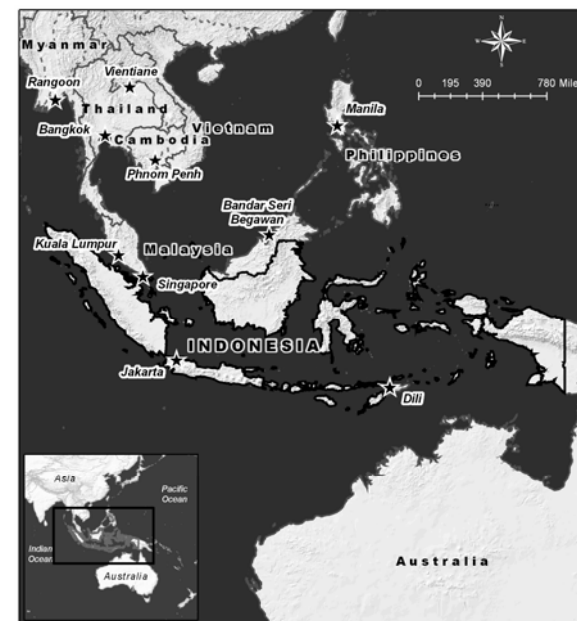 N
0 195 390 780 Mile
Myanmar
Vientiane
Rangoon
Thailand
Manila
Vietnam
Bangkok
Cambodia
Philippines
Phnom Penh
Bandar Seri
Begawan
Kuala Lumpur
Malaysia
Singapore
INDONESIA
Jakarta
Dili
Asia
Pacific
Ocean
Indian
Ocean
Australia
Australia